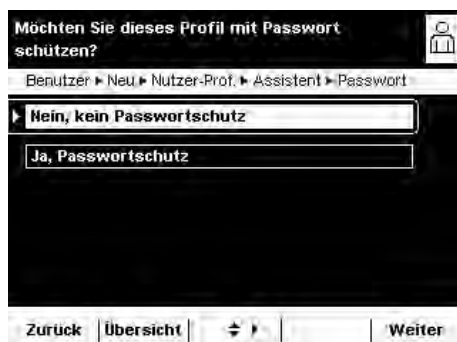 Möchten Sie dieses Profil mit Passwort
schützen?
Benutzer ▸ Neu ▸ Nutzer-Prof. ▸ Assistent ▸ Passwort
Nein, kein Passwortschutz
Ja, Passwortschutz
Zurück Übersicht Weiter